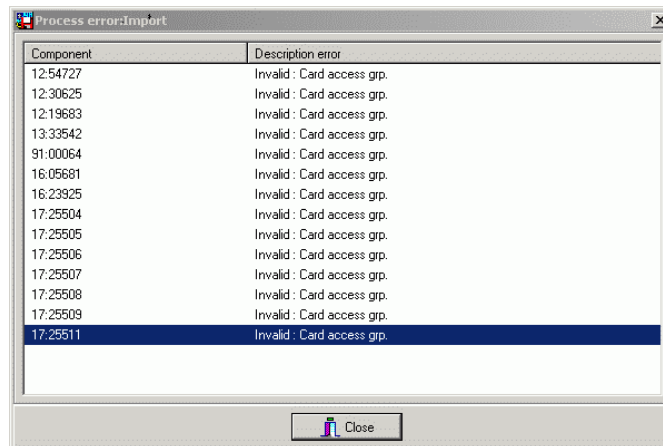 Process error:Import
Component Description error
12:54727 Invalid : Card access grp.
12:30625 Invalid : Card access grp.
12:19683 Invalid : Card access grp.
13:33542 Invalid : Card access grp.
91:00064 Invalid : Card access grp.
16:05681 Invalid : Card access grp.
16:23925 Invalid : Card access grp.
17:25504 Invalid : Card access grp.
17:25505 Invalid : Card access grp.
17:25506 Invalid : Card access grp.
17:25507 Invalid : Card access grp.
17:25508 Invalid : Card access grp.
17:25509 Invalid : Card access grp.
17:25511 Invalid : Card access grp.
Close